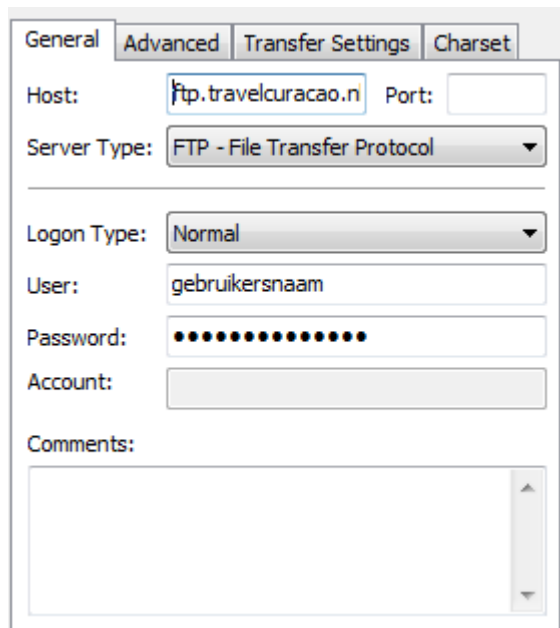 General Advanced Transfer Settings Charset
Host: ftp.travelcuracao.n Port:
Server Type: FTP - File Transfer Protocol
Logon Type: Normal
User: gebruikersnaam
Password: ●●●●●●●●●●●●●●
Account:
Comments: